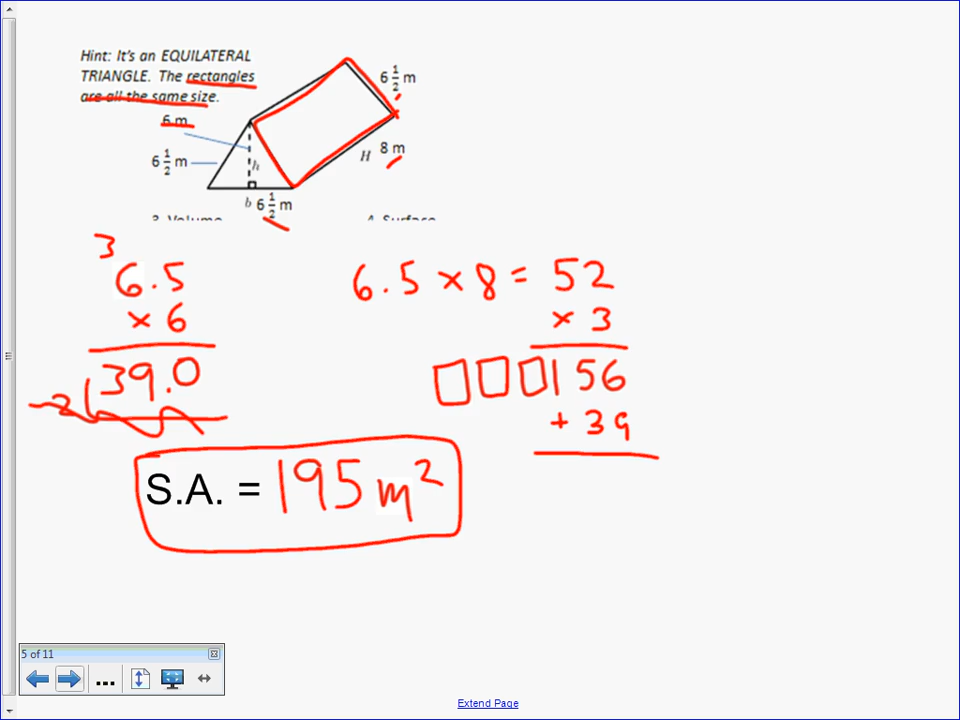 Hint: It's an EQUILATERAL
TRIANGLE. The rectangles
are all the same size.
6 1/2 m
6 m
6 1/2 m
h
H 8 m
b 6 1/2 m
3. Volume 4. Surface
3
6.5
× 6
39.0
2
6.5 × 8 = 52
× 3
156
+ 39
S.A. = 195 m²
5 of 11
...
Extend Page